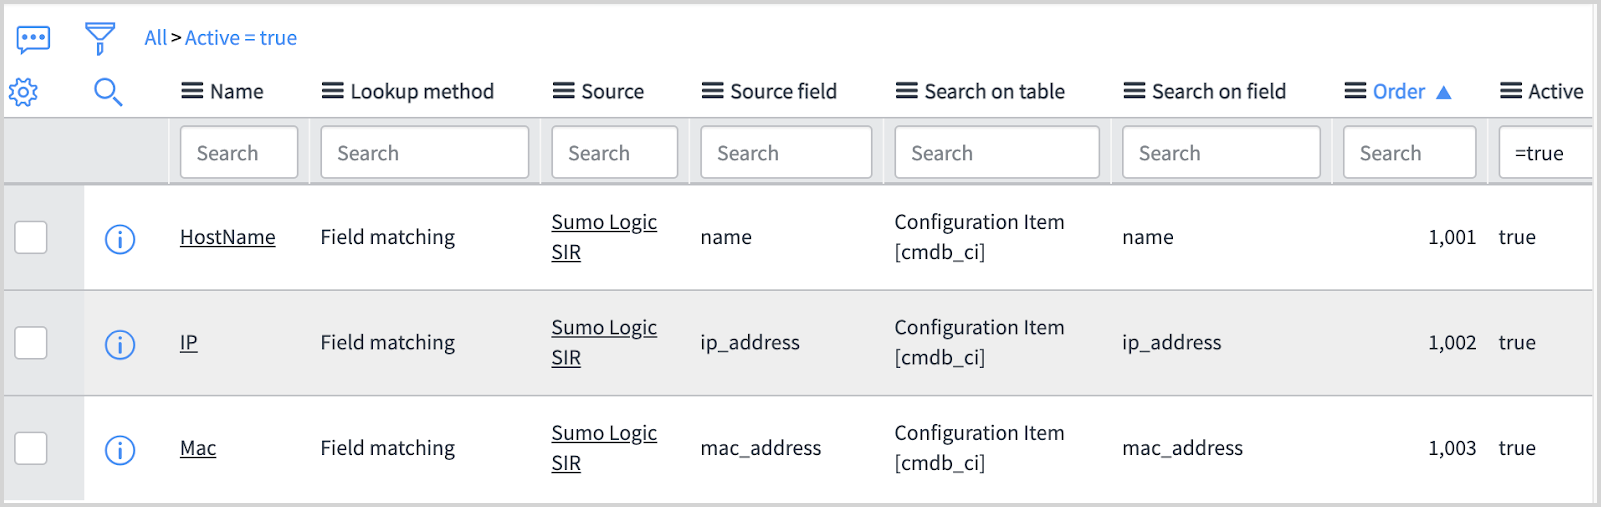 All > Active = true
Name Lookup method Source Source field Search on table Search on field Order ▲ Active
Search Search Search Search Search Search Search =true
HostName Field matching Sumo Logic SIR name Configuration Item [cmdb_ci] name 1,001 true
IP Field matching Sumo Logic SIR ip_address Configuration Item [cmdb_ci] ip_address 1,002 true
Mac Field matching Sumo Logic SIR mac_address Configuration Item [cmdb_ci] mac_address 1,003 true